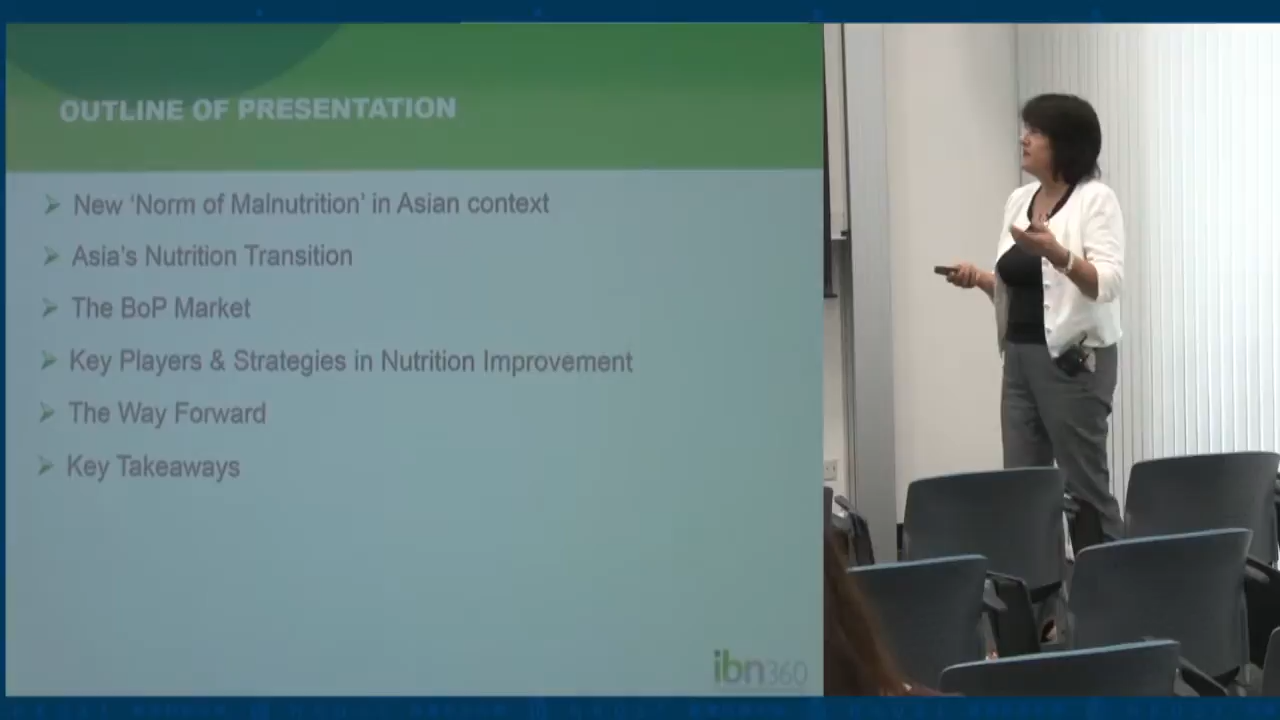 OUTLINE OF PRESENTATION
New ‘Norm of Malnutrition’ in Asian context
Asia's Nutrition Transition
The BoP Market
Key Players & Strategies in Nutrition Improvement
The Way Forward
Key Takeaways
ibn360